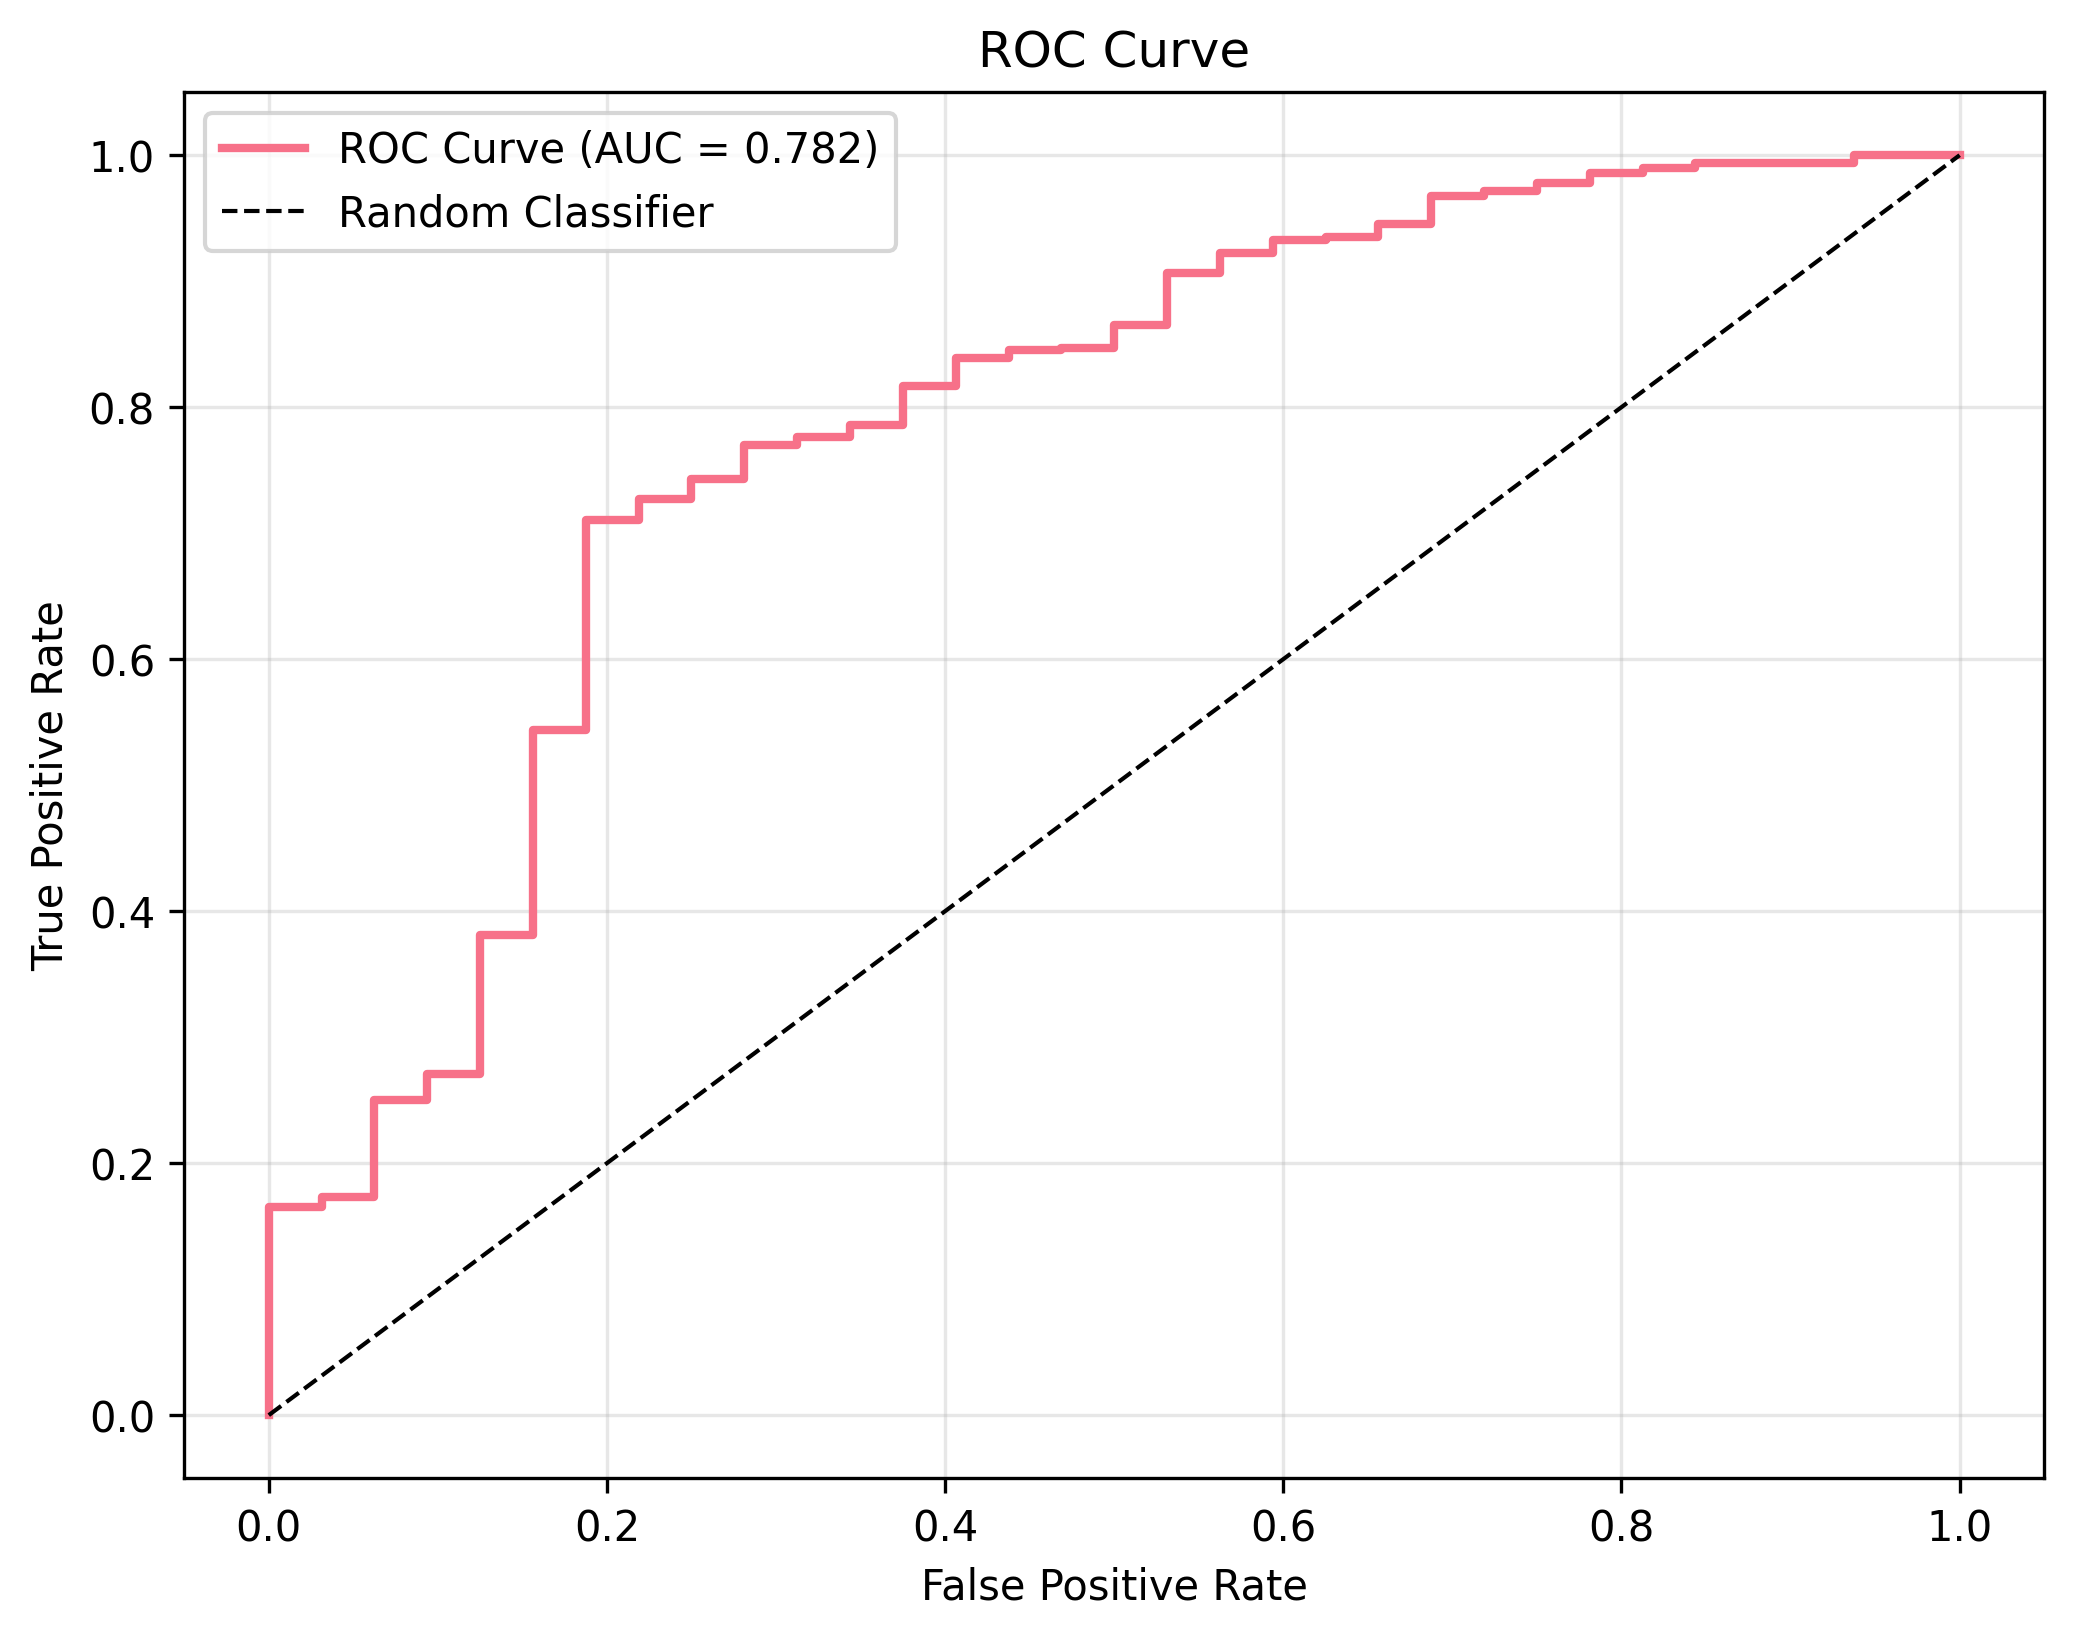 ROC Curve
ROC Curve (AUC = 0.782)
Random Classifier
True Positive Rate
1.0
0.8
0.6
0.4
0.2
0.0
0.0 0.2 0.4 0.6 0.8 1.0
False Positive Rate